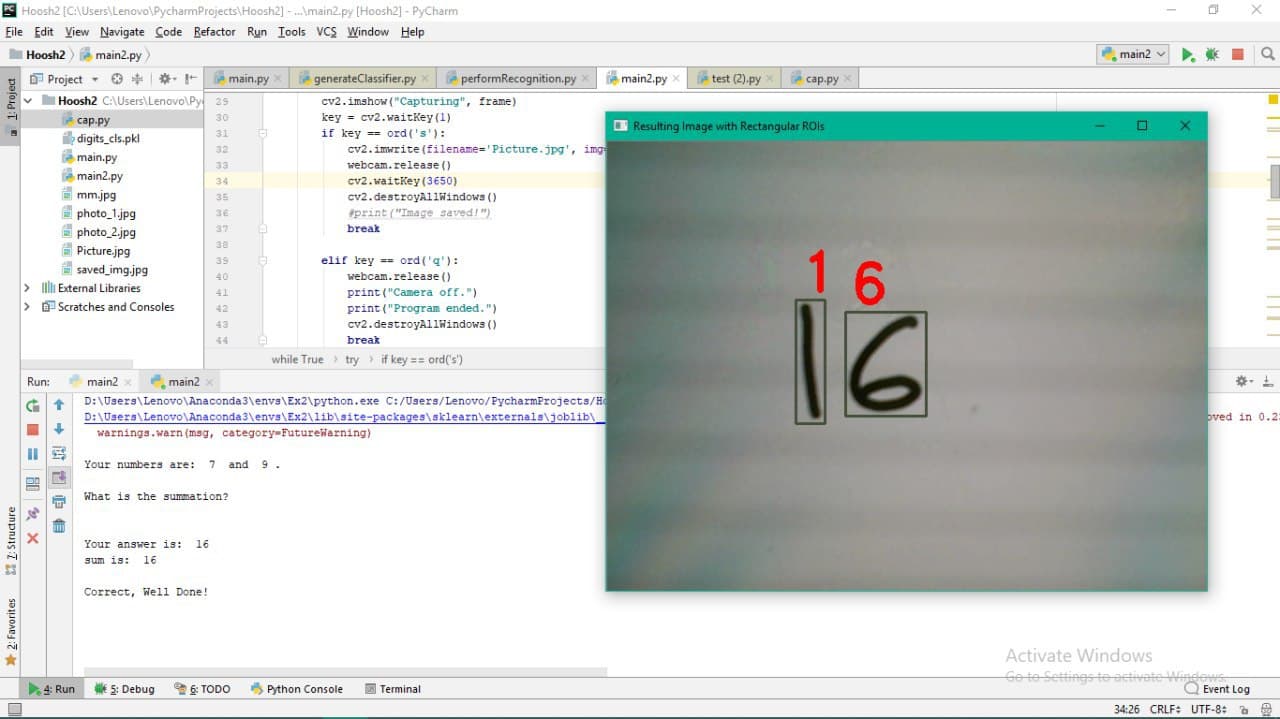 Hoosh2 [C:\Users\Lenovo\PycharmProjects\Hoosh2] - ...\main2.py [Hoosh2] - PyCharm
File Edit View Navigate Code Refactor Run Tools VCS Window Help
Hoosh2 main2.py main2
Project main.py generateClassifier.py performRecognition.py main2.py test (2).py cap.py
1: Project
Hoosh2 C:\Users\Lenovo\Py
cap.py
digits_cls.pkl
main.py
main2.py
mm.jpg
photo_1.jpg
photo_2.jpg
Picture.jpg
saved_img.jpg
External Libraries
Scratches and Consoles
29 cv2.imshow("Capturing", frame)
30 key = cv2.waitKey(1)
31 if key == ord('s'):
32 cv2.imwrite(filename='Picture.jpg', img=
33 webcam.release()
34 cv2.waitKey(3650)
35 cv2.destroyAllWindows()
36 #print("Image saved!")
37 break
38
39 elif key == ord('q'):
40 webcam.release()
41 print("Camera off.")
42 print("Program ended.")
43 cv2.destroyAllWindows()
44 break
while True try if key == ord('s')
Resulting Image with Rectangular ROIs
1 6
16
Run: main2 main2
D:\Users\Lenovo\Anaconda3\envs\Ex2\python.exe C:/Users/Lenovo/PycharmProjects/Ho
D:\Users\Lenovo\Anaconda3\envs\Ex2\lib\site-packages\sklearn\externals\joblib\_ oved in 0.2
warnings.warn(msg, category=FutureWarning)
Your numbers are: 7 and 9 .
What is the summation?
Your answer is: 16
sum is: 16
Correct, Well Done!
7: Structure
2: Favorites
Activate Windows
Go to Settings to activate Windows.
4: Run 5: Debug 6: TODO Python Console Terminal Event Log
34:26 CRLF UTF-8